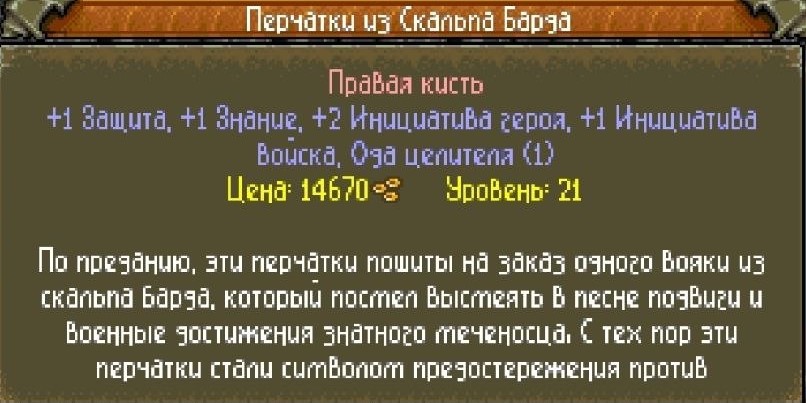 Перчатки из Скальпа Барда
Правая кисть
+1 Защита, +1 Знание, +2 Инициатива героя, +1 Инициатива
войска, Ода целителя (1)
Цена: 14670 Уровень: 21
По преданию, эти перчатки пошиты на заказ одного вояки из
скальпа барда, который посмел высмеять в песне подвиги и
военные достижения знатного меченосца. С тех пор эти
перчатки стали символом предостережения против